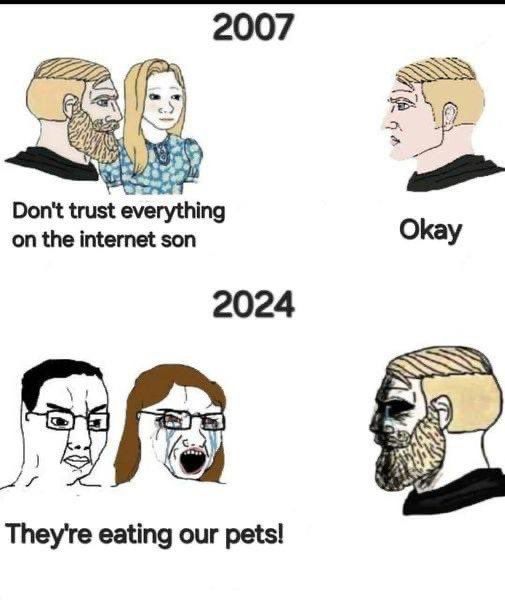 2007
Don't trust everything
on the internet son
Okay
2024
They're eating our pets!